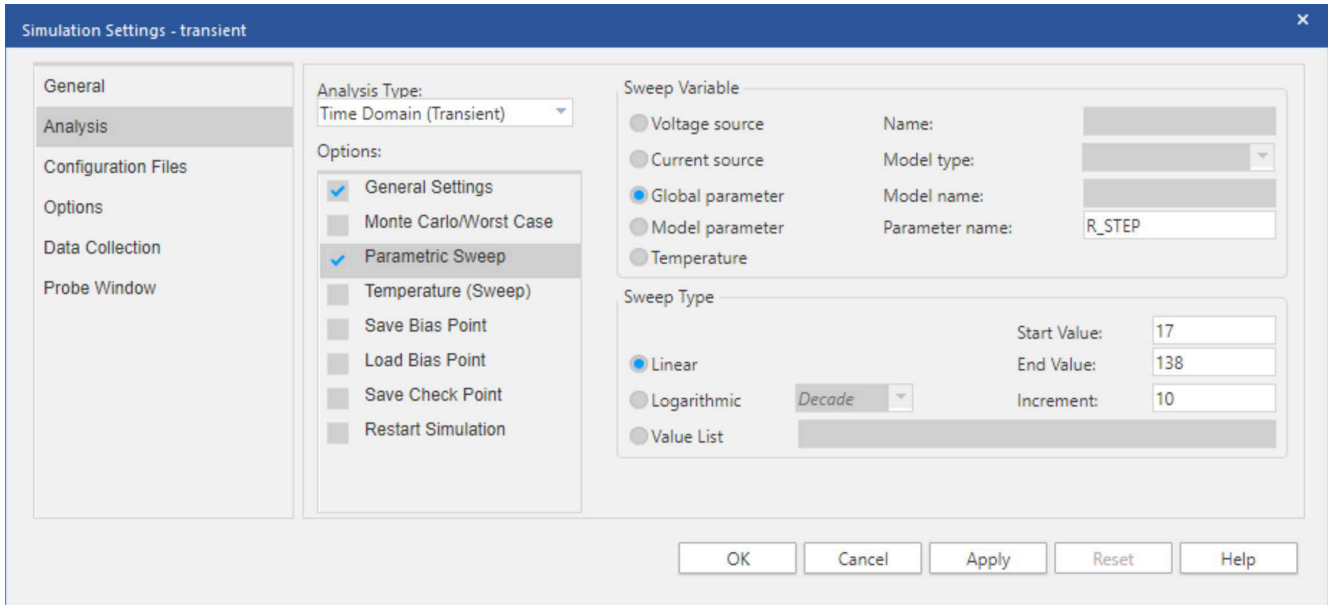 Simulation Settings - transient
General
Analysis
Configuration Files
Options
Data Collection
Probe Window
Analysis Type:
Time Domain (Transient)
Options:
General Settings
Monte Carlo/Worst Case
Parametric Sweep
Temperature (Sweep)
Save Bias Point
Load Bias Point
Save Check Point
Restart Simulation
Sweep Variable
Voltage source Name:
Current source Model type:
Global parameter Model name:
Model parameter Parameter name: R_STEP
Temperature
Sweep Type
Start Value: 17
Linear End Value: 138
Logarithmic Decade Increment: 10
Value List
OK Cancel Apply Reset Help